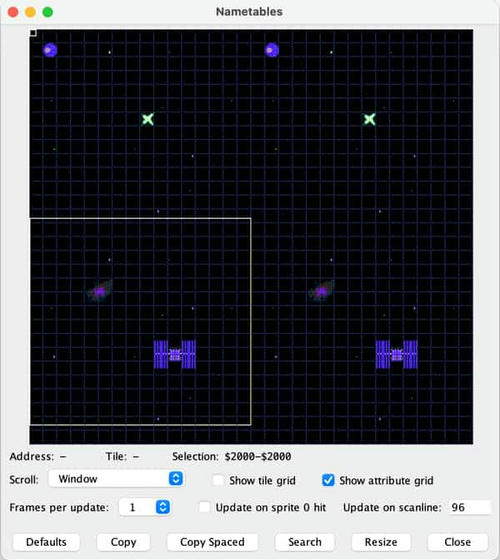 Nametables
Address: – Tile: – Selection: $2000–$2000
Scroll: Window Show tile grid Show attribute grid
Frames per update: 1 Update on sprite 0 hit Update on scanline: 96
Defaults Copy Copy Spaced Search Resize Close